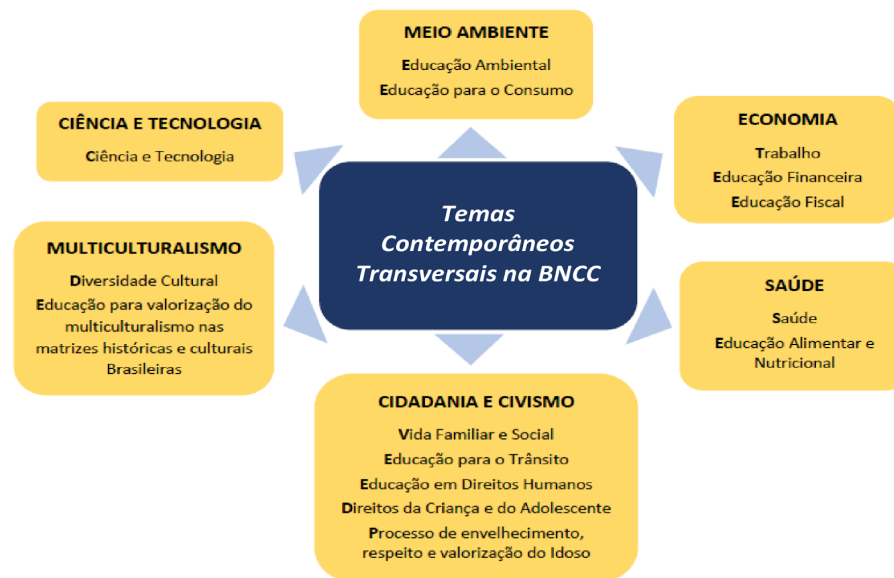 MEIO AMBIENTE
Educação Ambiental
Educação para o Consumo
CIÊNCIA E TECNOLOGIA
Ciência e Tecnologia
ECONOMIA
Trabalho
Educação Financeira
Educação Fiscal
Temas
Contemporâneos
Transversais na BNCC
MULTICULTURALISMO
Diversidade Cultural
Educação para valorização do
multiculturalismo nas
matrizes históricas e culturais
Brasileiras
SAÚDE
Saúde
Educação Alimentar e
Nutricional
CIDADANIA E CIVISMO
Vida Familiar e Social
Educação para o Trânsito
Educação em Direitos Humanos
Direitos da Criança e do Adolescente
Processo de envelhecimento,
respeito e valorização do Idoso